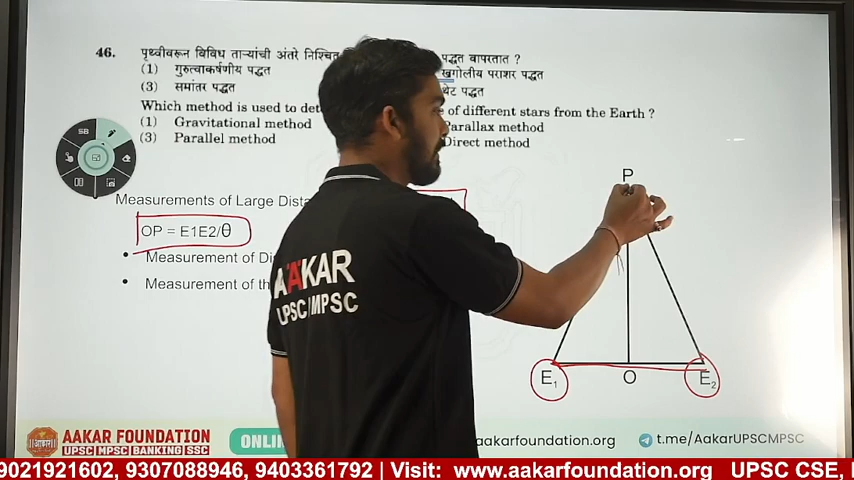 46. पृथ्वीवरून विविध ताऱ्यांची अंतरे निश्चित पद्धत वापरतात ?
(1) गुरुत्वाकर्षणीय पद्धत खगोलीय पराशर पद्धत
(3) समांतर पद्धत थेट पद्धत
Which method is used to det e of different stars from the Earth ?
(1) Gravitational method Parallax method
(3) Parallel method Direct method
SB
Measurements of Large Dista
P
OP = E1E2/θ
• Measurement of Di
• Measurement of th
AAKAR
UPSC|MPSC
E1 O E2
||आकार|| AAKAR FOUNDATION
UPSC MPSC BANKING SSC
ONLI
aakarfoundation.org
t.me/AakarUPSCMPSC
9021921602, 9307088946, 9403361792 | Visit: www.aakarfoundation.org UPSC CSE,